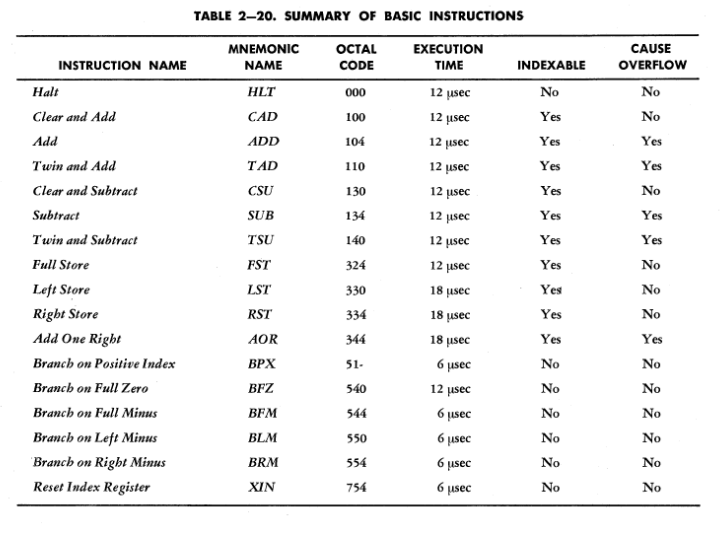 TABLE 2–20. SUMMARY OF BASIC INSTRUCTIONS
INSTRUCTION NAME MNEMONIC NAME OCTAL CODE EXECUTION TIME INDEXABLE CAUSE OVERFLOW
Halt HLT 000 12 μsec No No
Clear and Add CAD 100 12 μsec Yes No
Add ADD 104 12 μsec Yes Yes
Twin and Add TAD 110 12 μsec Yes Yes
Clear and Subtract CSU 130 12 μsec Yes No
Subtract SUB 134 12 μsec Yes Yes
Twin and Subtract TSU 140 12 μsec Yes Yes
Full Store FST 324 12 μsec Yes No
Left Store LST 330 18 μsec Yes No
Right Store RST 334 18 μsec Yes No
Add One Right AOR 344 18 μsec Yes Yes
Branch on Positive Index BPX 51- 6 μsec No No
Branch on Full Zero BFZ 540 12 μsec No No
Branch on Full Minus BFM 544 6 μsec No No
Branch on Left Minus BLM 550 6 μsec No No
Branch on Right Minus BRM 554 6 μsec No No
Reset Index Register XIN 754 6 μsec No No